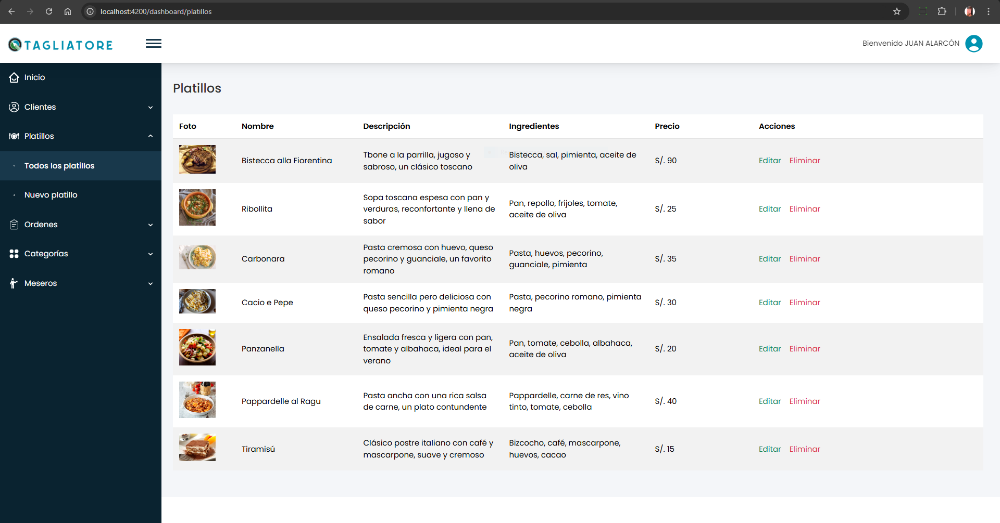 localhost:4200/dashboard/platillos
TAGLIATORE
Bienvenido JUAN ALARCÓN
Inicio
Clientes
Platillos
Todos los platillos
Nuevo platillo
Ordenes
Categorías
Meseros
Platillos
Foto Nombre Descripción Ingredientes Precio Acciones
Bistecca alla Fiorentina
Tbone a la parrilla, jugoso y
sabroso, un clásico toscano
Bistecca, sal, pimienta, aceite de
oliva
S/. 90
Editar Eliminar
Ribollita
Sopa toscana espesa con pan y
verduras, reconfortante y llena de
sabor
Pan, repollo, frijoles, tomate,
aceite de oliva
S/. 25
Editar Eliminar
Carbonara
Pasta cremosa con huevo, queso
pecorino y guanciale, un favorito
romano
Pasta, huevos, pecorino,
guanciale, pimienta
S/. 35
Editar Eliminar
Cacio e Pepe
Pasta sencilla pero deliciosa con
queso pecorino y pimienta negra
Pasta, pecorino romano, pimienta
negra
S/. 30
Editar Eliminar
Panzanella
Ensalada fresca y ligera con pan,
tomate y albahaca, ideal para el
verano
Pan, tomate, cebolla, albahaca,
aceite de oliva
S/. 20
Editar Eliminar
Pappardelle al Ragu
Pasta ancha con una rica salsa
de carne, un plato contundente
Pappardelle, carne de res, vino
tinto, tomate, cebolla
S/. 40
Editar Eliminar
Tiramisú
Clásico postre italiano con café y
mascarpone, suave y cremoso
Bizcocho, café, mascarpone,
huevos, cacao
S/. 15
Editar Eliminar